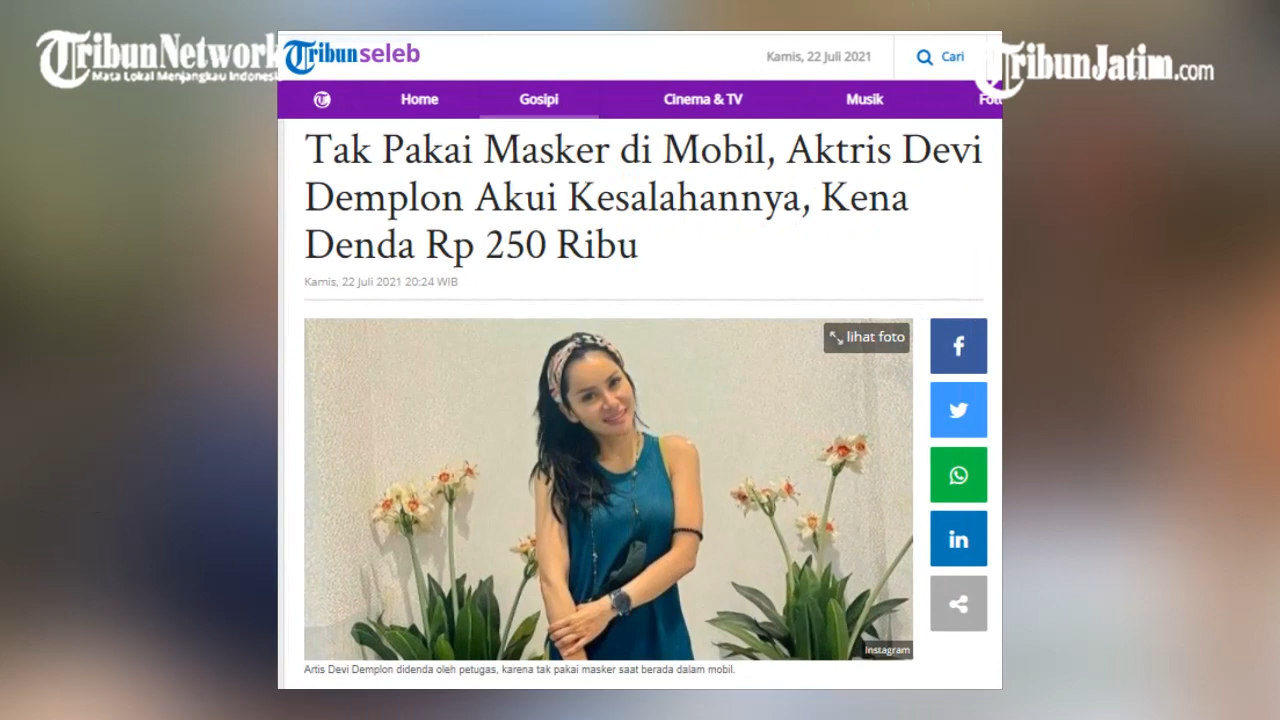 TribunNetwork
Mata Lokal Menjangkau Indonesi
Tribunseleb
Kamis, 22 Juli 2021
Cari
TribunJatim.com
Home
Gosipi
Cinema & TV
Musik
Tak Pakai Masker di Mobil, Aktris Devi
Demplon Akui Kesalahannya, Kena
Denda Rp 250 Ribu
Kamis, 22 Juli 2021 20:24 WIB
lihat foto
Instagram
Artis Devi Demplon didenda oleh petugas, karena tak pakai masker saat berada dalam mobil.